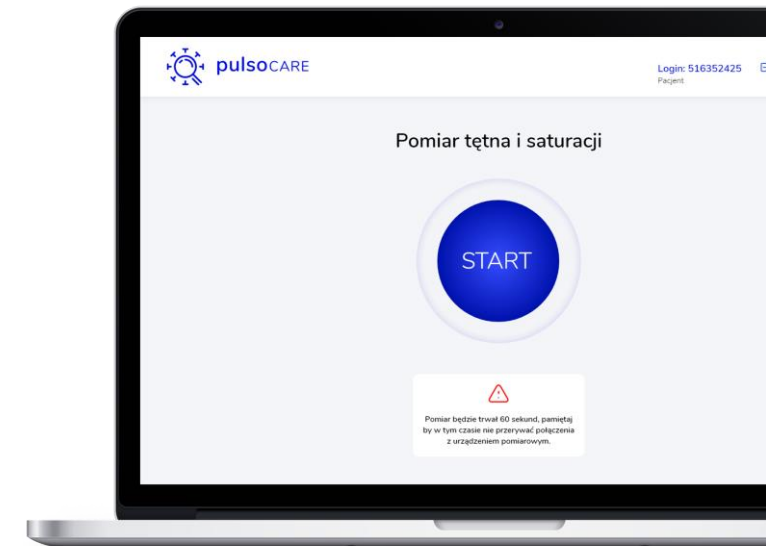 pulsoCARE
Login: 516352425
Pacjent
Pomiar tętna i saturacji
START
Pomiar będzie trwał 60 sekund, pamiętaj
by w tym czasie nie przerywać połączenia
z urządzeniem pomiarowym.